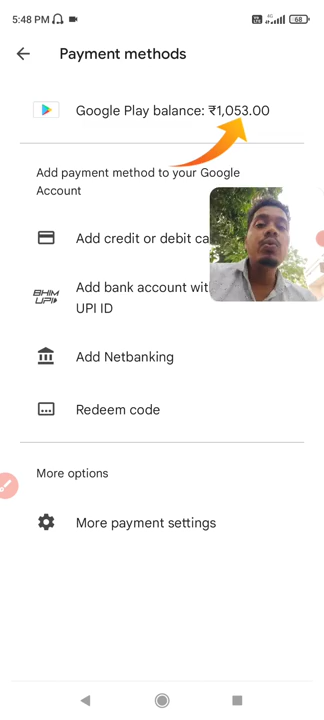 5:48 PM
4G
68
Payment methods
Google Play balance: ₹1,053.00
Add payment method to your Google
Account
Add credit or debit ca
Add bank account wit
UPI ID
BHIM
UPI
Add Netbanking
Redeem code
More options
More payment settings